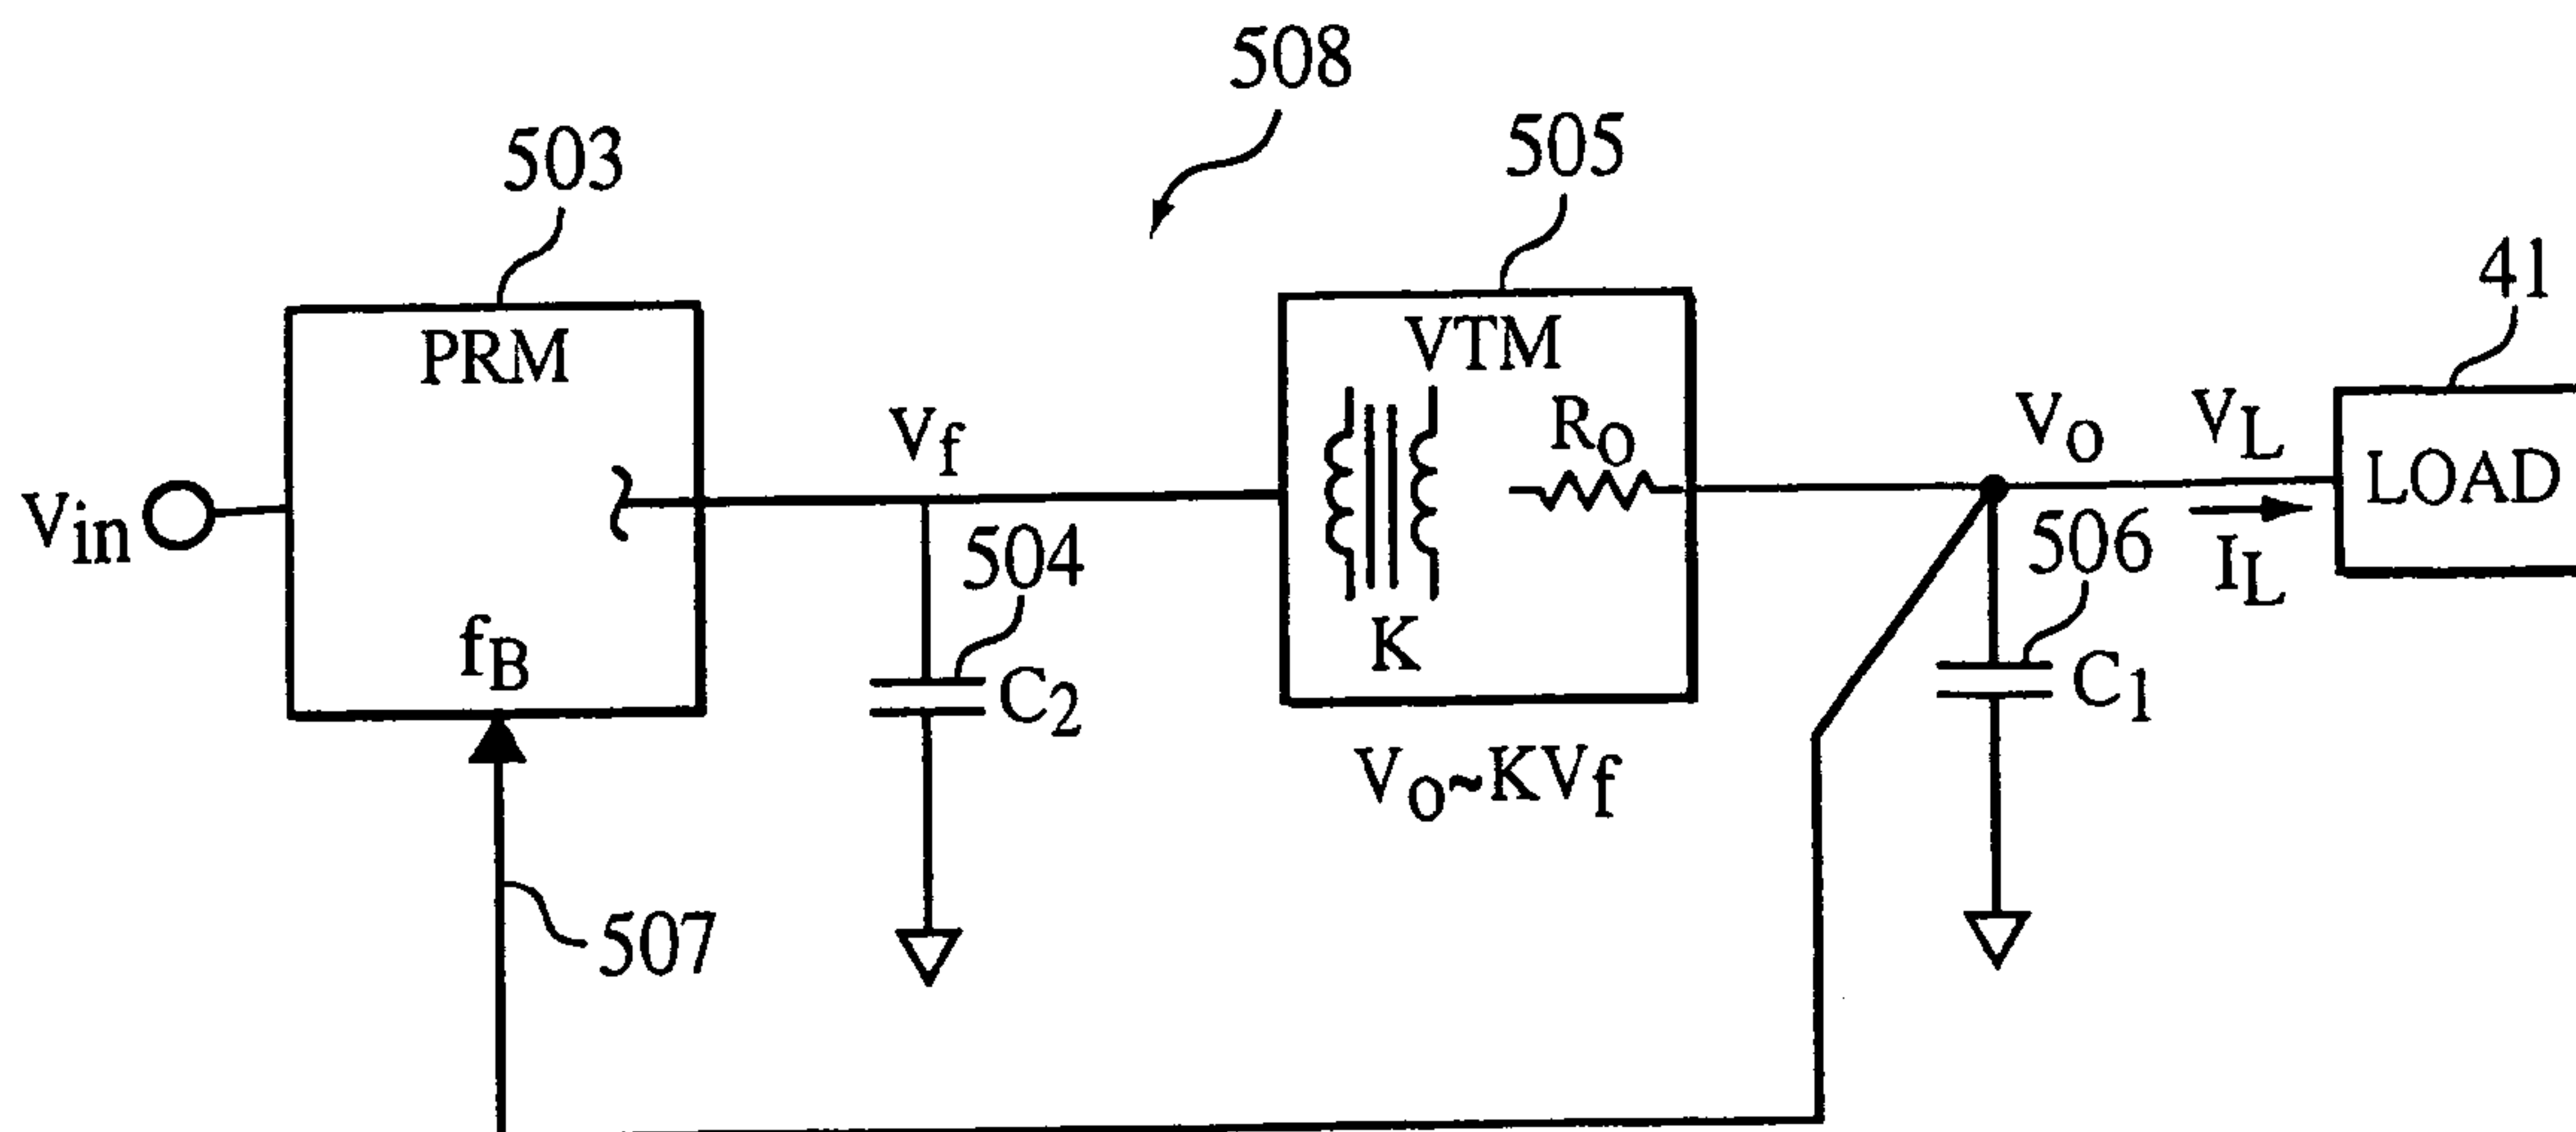 508
503
505
41
PRM
VTM
Vf
RO
Vo
VL
Vin
LOAD
504
506
IL
fB
K
C2
C1
Vo~KVf
507